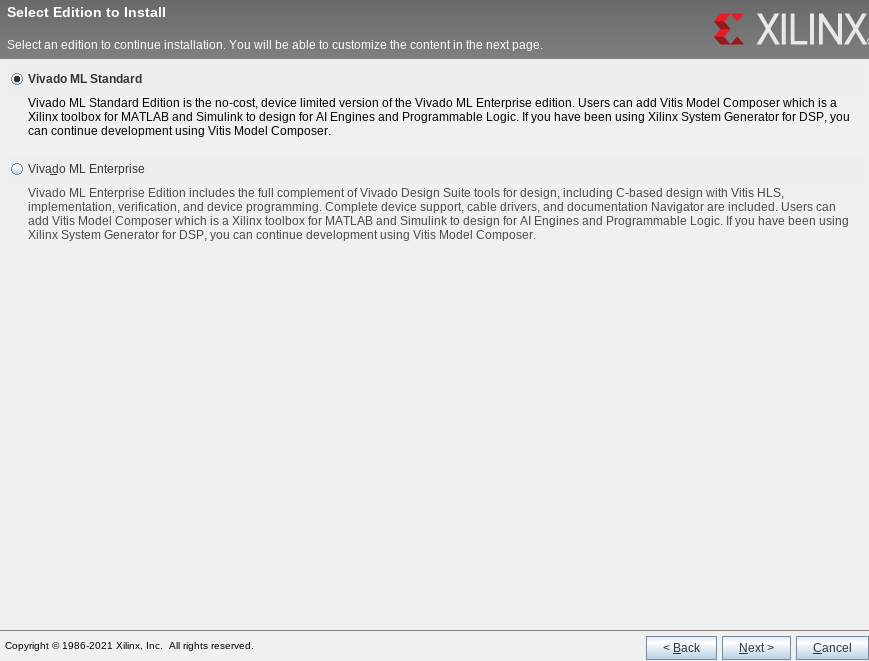 Select Edition to Install
XILINX
Select an edition to continue installation. You will be able to customize the content in the next page.
Vivado ML Standard
Vivado ML Standard Edition is the no-cost, device limited version of the Vivado ML Enterprise edition. Users can add Vitis Model Composer which is a
Xilinx toolbox for MATLAB and Simulink to design for AI Engines and Programmable Logic. If you have been using Xilinx System Generator for DSP, you
can continue development using Vitis Model Composer.
Vivado ML Enterprise
Vivado ML Enterprise Edition includes the full complement of Vivado Design Suite tools for design, including C-based design with Vitis HLS,
implementation, verification, and device programming. Complete device support, cable drivers, and documentation Navigator are included. Users can
add Vitis Model Composer which is a Xilinx toolbox for MATLAB and Simulink to design for AI Engines and Programmable Logic. If you have been using
Xilinx System Generator for DSP, you can continue development using Vitis Model Composer.
Copyright © 1986-2021 Xilinx, Inc. All rights reserved.
< Back
Next >
Cancel